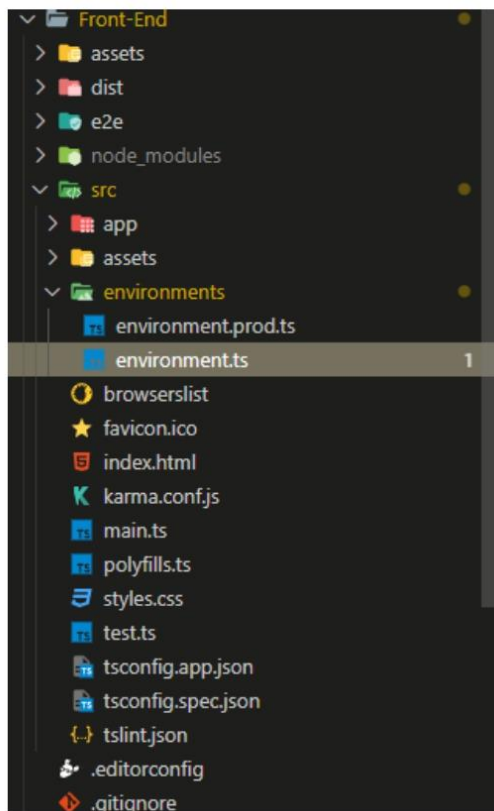 Front-End
assets
dist
e2e
node_modules
src
app
assets
environments
environment.prod.ts
environment.ts 1
browserslist
favicon.ico
index.html
karma.conf.js
main.ts
polyfills.ts
styles.css
test.ts
tsconfig.app.json
tsconfig.spec.json
tslint.json
.editorconfig
.gitignore